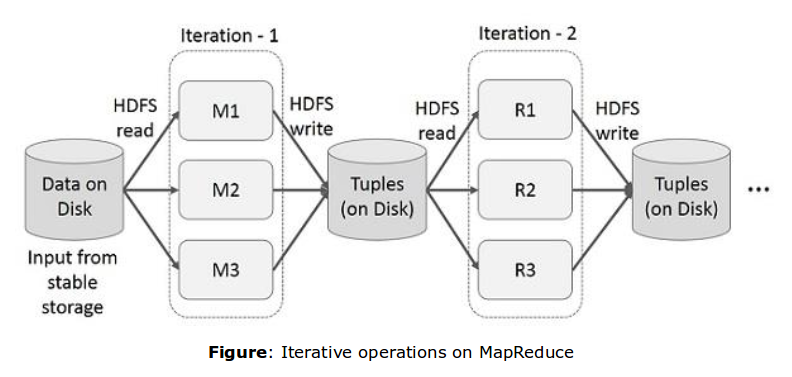 Iteration - 1
Iteration - 2
HDFS
read
M1
HDFS
write
HDFS
read
R1
HDFS
write
Data on
Disk
M2
Tuples
(on Disk)
R2
Tuples
(on Disk)
...
Input from
stable
storage
M3
R3
Figure: Iterative operations on MapReduce